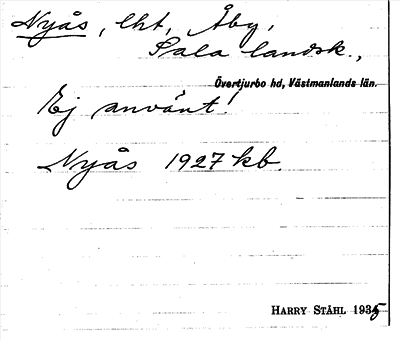 Nyås, lht, Åby,
Sala landsk.,
Övertjurbo hd, Västmanlands län.
Ej använt!
Nyås 1927 kb.
HARRY STÅHL 1935